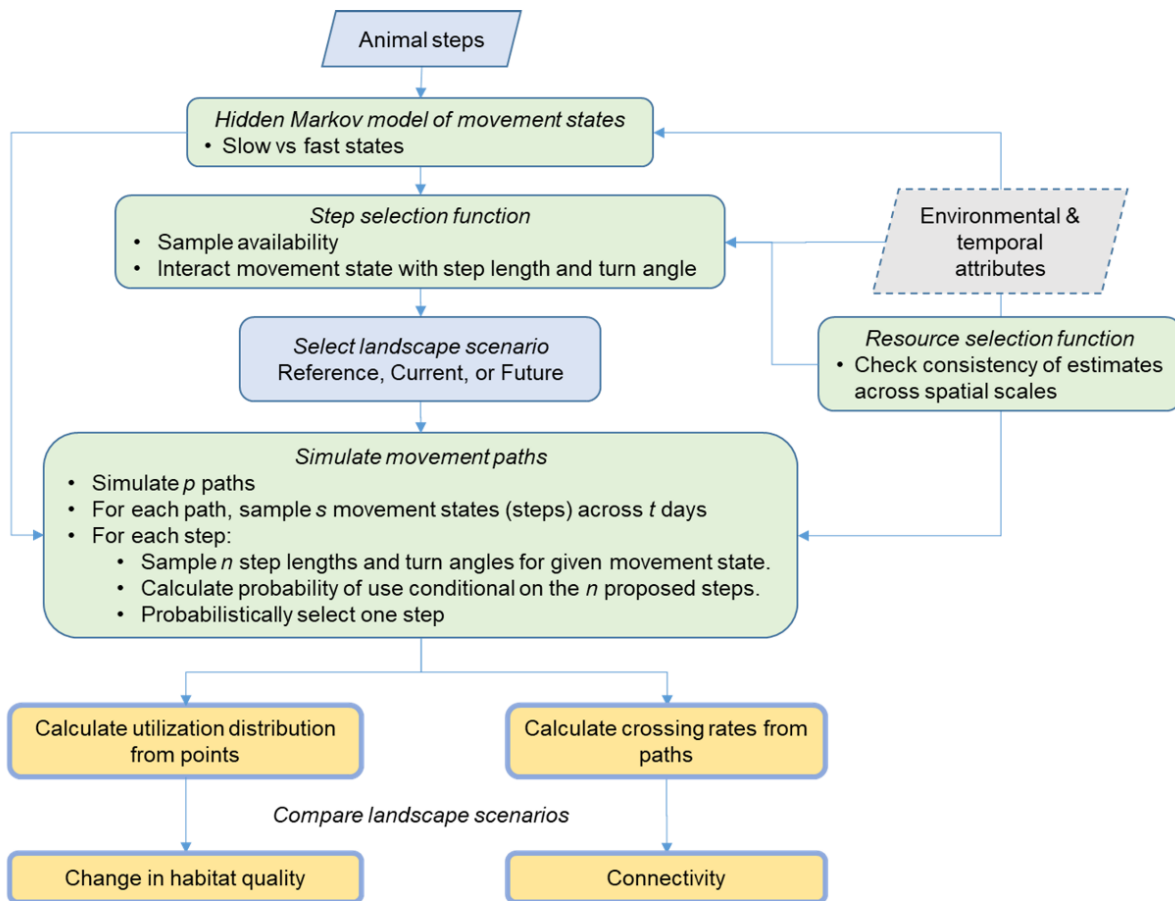 Animal steps
Hidden Markov model of movement states
• Slow vs fast states
Step selection function
• Sample availability
• Interact movement state with step length and turn angle
Environmental &
temporal
attributes
Select landscape scenario
Reference, Current, or Future
Resource selection function
• Check consistency of estimates
across spatial scales
Simulate movement paths
• Simulate p paths
• For each path, sample s movement states (steps) across t days
• For each step:
• Sample n step lengths and turn angles for given movement state.
• Calculate probability of use conditional on the n proposed steps.
• Probabilistically select one step
Calculate utilization distribution
from points
Calculate crossing rates from
paths
Compare landscape scenarios
Change in habitat quality
Connectivity